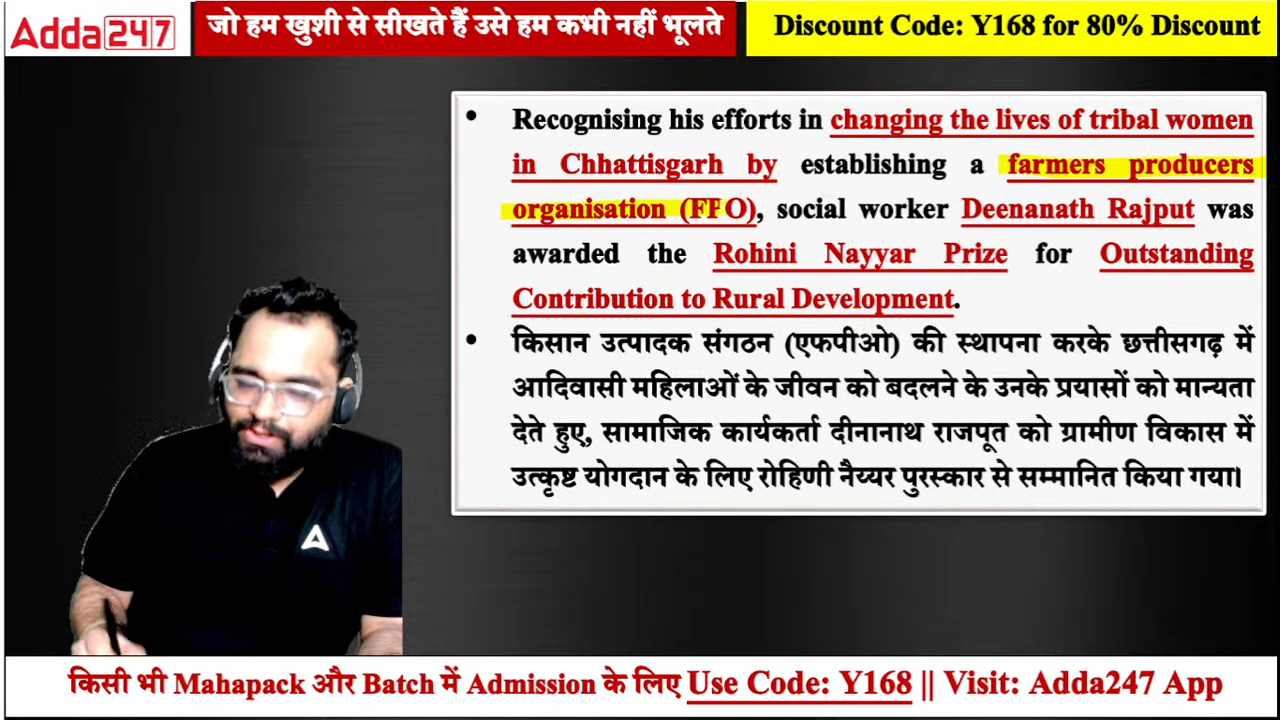 Adda247
जो हम खुशी से सीखते हैं उसे हम कभी नहीं भूलते
Discount Code: Y168 for 80% Discount
• Recognising his efforts in changing the lives of tribal women
in Chhattisgarh by establishing a farmers producers
organisation (FPO), social worker Deenanath Rajput was
awarded the Rohini Nayyar Prize for Outstanding
Contribution to Rural Development.
• किसान उत्पादक संगठन (एफपीओ) की स्थापना करके छत्तीसगढ़ में
आदिवासी महिलाओं के जीवन को बदलने के उनके प्रयासों को मान्यता
देते हुए, सामाजिक कार्यकर्ता दीनानाथ राजपूत को ग्रामीण विकास में
उत्कृष्ट योगदान के लिए रोहिणी नैय्यर पुरस्कार से सम्मानित किया गया।
किसी भी Mahapack और Batch में Admission के लिए Use Code: Y168 || Visit: Adda247 App